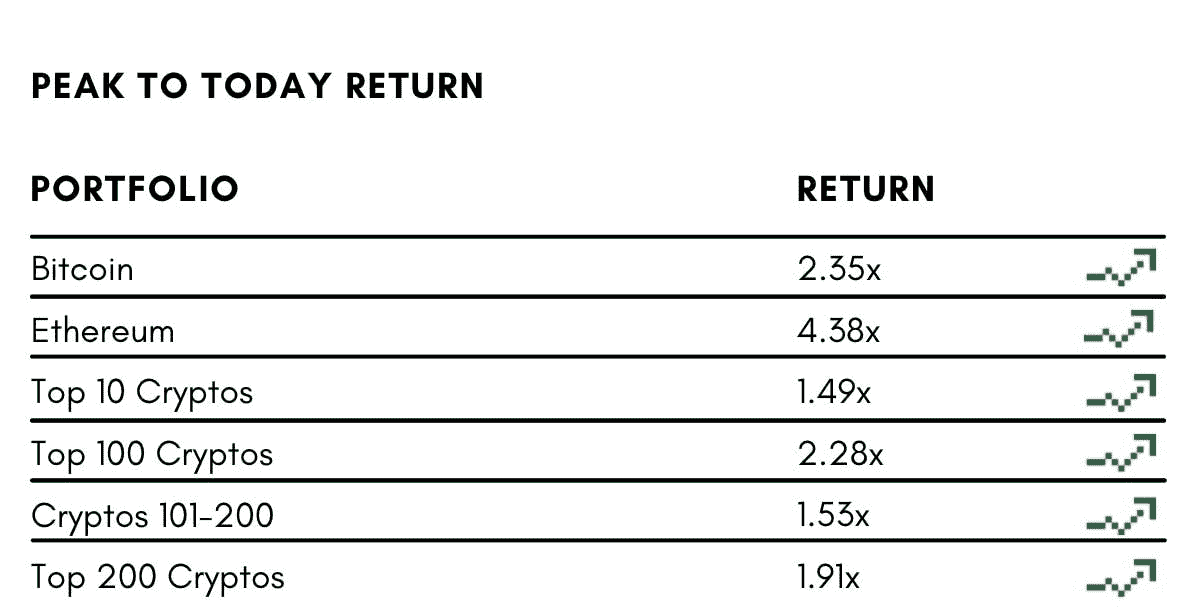 PEAK TO TODAY RETURN
PORTFOLIO RETURN
Bitcoin 2.35x
Ethereum 4.38x
Top 10 Cryptos 1.49x
Top 100 Cryptos 2.28x
Cryptos 101-200 1.53x
Top 200 Cryptos 1.91x